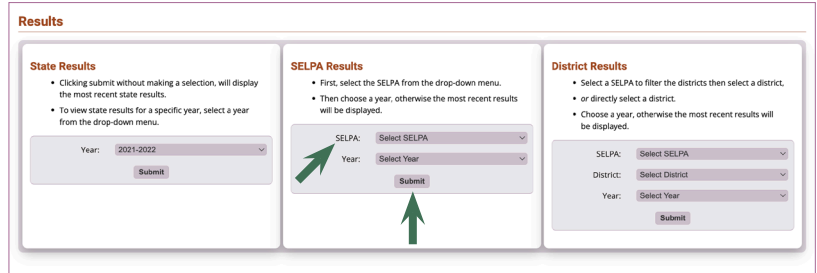 Results
State Results
• Clicking submit without making a selection, will display
the most recent state results.
• To view state results for a specific year, select a year
from the drop-down menu.
Year: 2021-2022
Submit
SELPA Results
• First, select the SELPA from the drop-down menu.
• Then choose a year, otherwise the most recent results
will be displayed.
SELPA: Select SELPA
Year: Select Year
Submit
District Results
• Select a SELPA to filter the districts then select a district,
• or directly select a district.
• Choose a year, otherwise the most recent results will
be displayed.
SELPA: Select SELPA
District: Select District
Year: Select Year
Submit